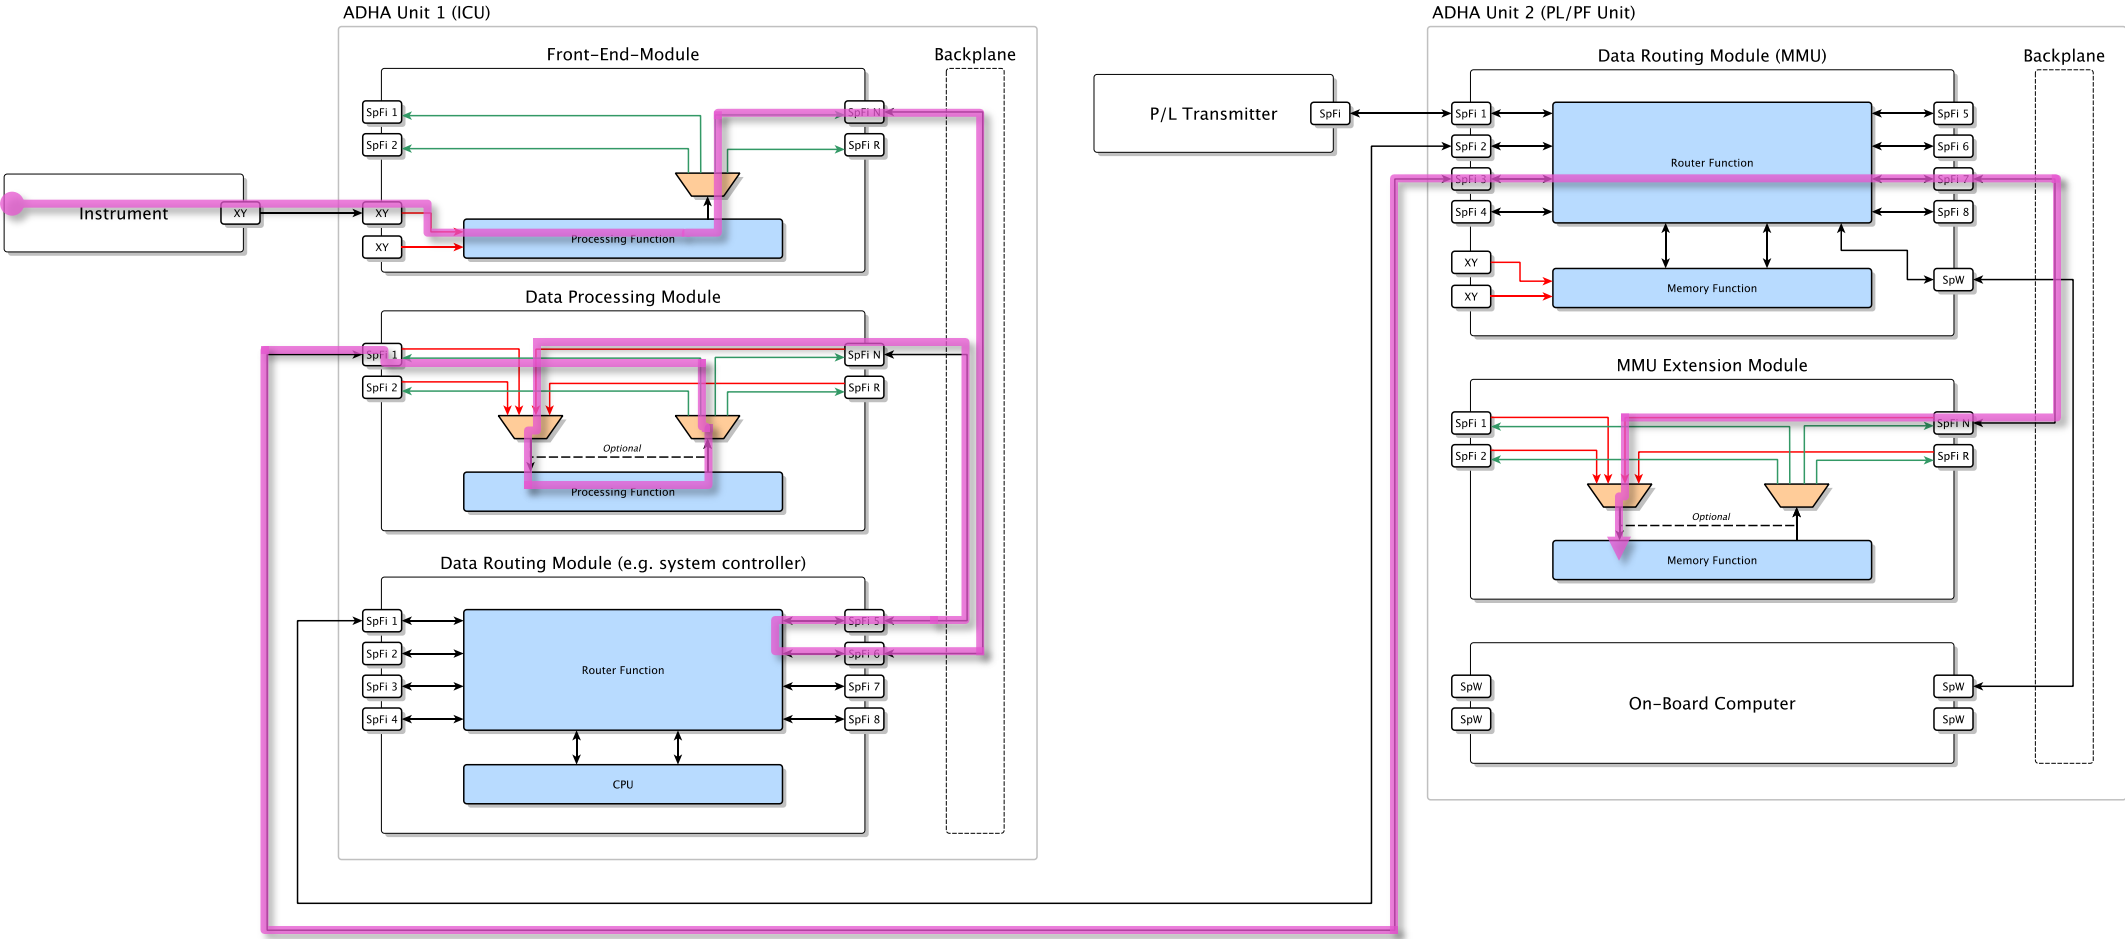 ADHA Unit 1 (ICU)
Front-End-Module
Backplane
SpFi 1
SpFi 2
SpFi N
SpFi R
Instrument
XY
XY
XY
Processing Function
Data Processing Module
SpFi 1
SpFi 2
SpFi N
SpFi R
Optional
Processing Function
Data Routing Module (e.g. system controller)
SpFi 1
SpFi 2
SpFi 3
SpFi 4
Router Function
SpFi 5
SpFi 6
SpFi 7
SpFi 8
CPU
P/L Transmitter
SpFi
ADHA Unit 2 (PL/PF Unit)
Data Routing Module (MMU)
Backplane
SpFi 1
SpFi 2
SpFi 3
SpFi 4
Router Function
SpFi 5
SpFi 6
SpFi 7
SpFi 8
XY
XY
Memory Function
SpW
MMU Extension Module
SpFi 1
SpFi 2
SpFi N
SpFi R
Optional
Memory Function
SpW
SpW
On-Board Computer
SpW
SpW